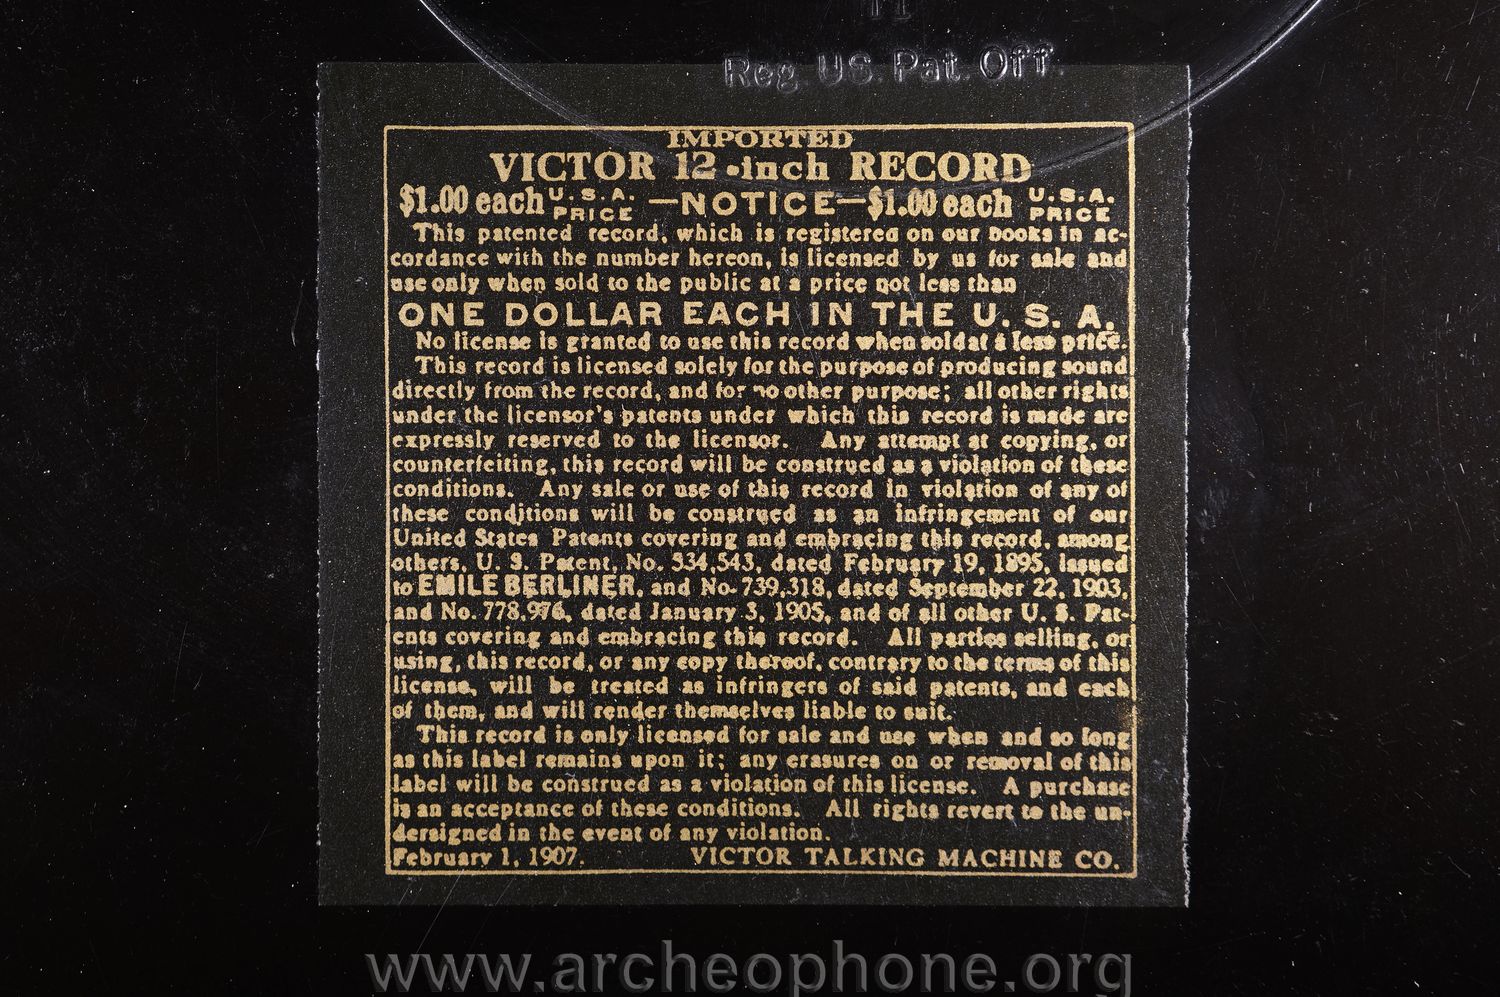 Reg. U.S. Pat. Off.
IMPORTED
VICTOR 12-inch RECORD
$1.00 each U.S.A. PRICE —NOTICE— $1.00 each U.S.A. PRICE
This patented record, which is registered on our books in ac-
cordance with the number hereon, is licensed by us for sale and
use only when sold to the public at a price not less than
ONE DOLLAR EACH IN THE U. S. A.
No license is granted to use this record when sold at a less price.
This record is licensed solely for the purpose of producing sound
directly from the record, and for no other purpose; all other rights
under the licensor's patents under which this record is made are
expressly reserved to the licensor. Any attempt at copying, or
counterfeiting, this record will be construed as a violation of these
conditions. Any sale or use of this record in violation of any of
these conditions will be construed as an infringement of our
United States Patents covering and embracing this record, among
others, U. S. Patent, No. 534,543, dated February 19, 1895, issued
to EMILE BERLINER, and No. 739,318, dated September 22, 1903,
and No. 778,976, dated January 3, 1905, and of all other U. S. Pat-
ents covering and embracing this record. All parties selling, or
using, this record, or any copy thereof, contrary to the terms of this
license, will be treated as infringers of said patents, and each
of them, and will render themselves liable to suit.
This record is only licensed for sale and use when and so long
as this label remains upon it; any erasures on or removal of this
label will be construed as a violation of this license. A purchase
is an acceptance of these conditions. All rights revert to the un-
dersigned in the event of any violation.
February 1, 1907. VICTOR TALKING MACHINE CO.
www.archeophone.org